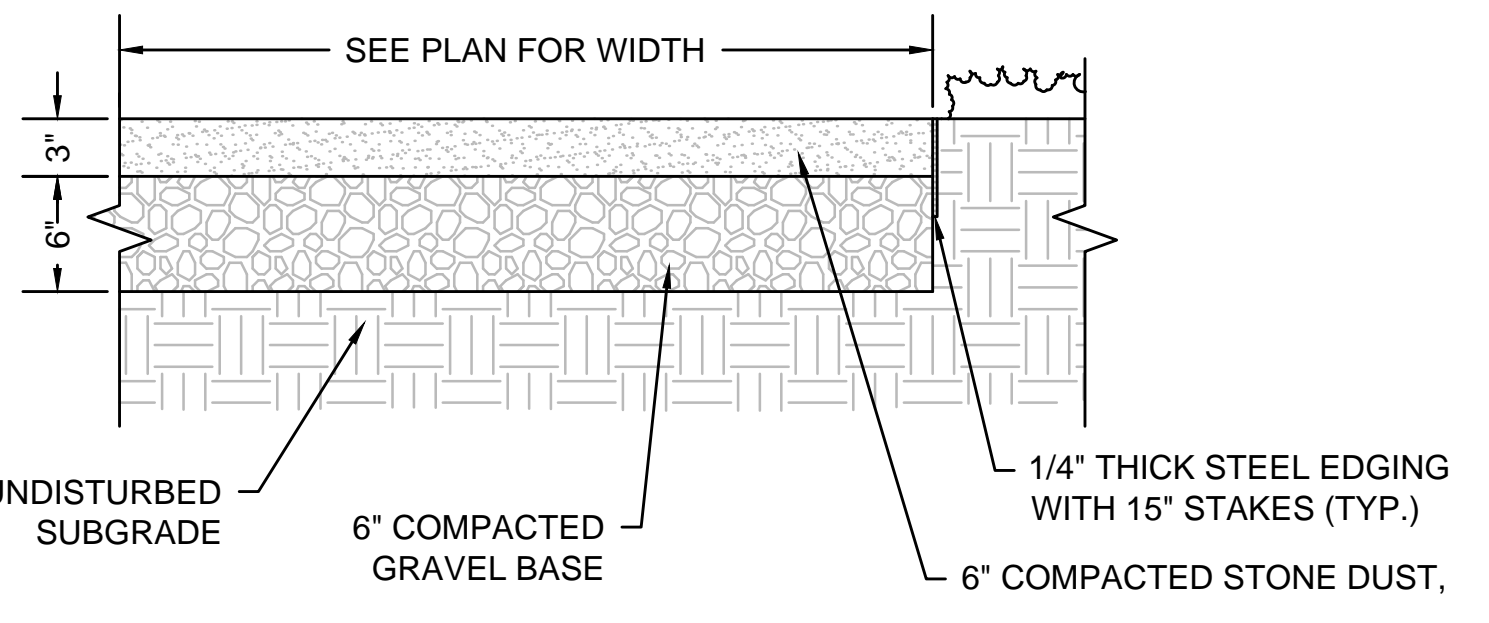 SEE PLAN FOR WIDTH
3"
6"
UNDISTURBED
SUBGRADE
6" COMPACTED
GRAVEL BASE
1/4" THICK STEEL EDGING
WITH 15" STAKES (TYP.)
6" COMPACTED STONE DUST,